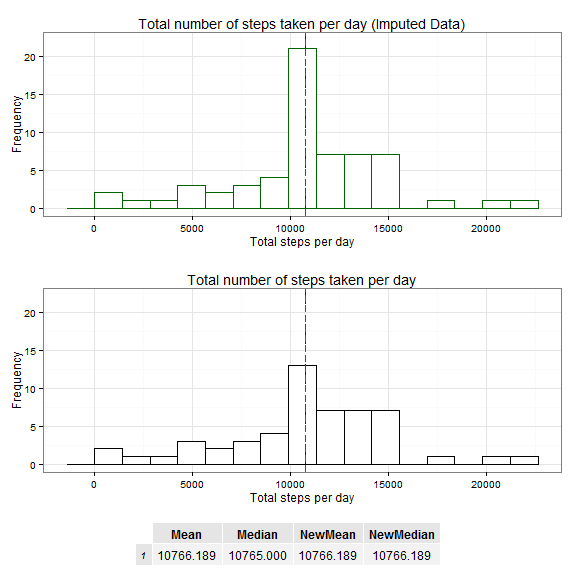 Total number of steps taken per day (Imputed Data)
20
15
10
5
0
Frequency
0 5000 10000 15000 20000
Total steps per day
Total number of steps taken per day
20
15
10
5
0
Frequency
0 5000 10000 15000 20000
Total steps per day
Mean Median NewMean NewMedian
1 10766.189 10765.000 10766.189 10766.189